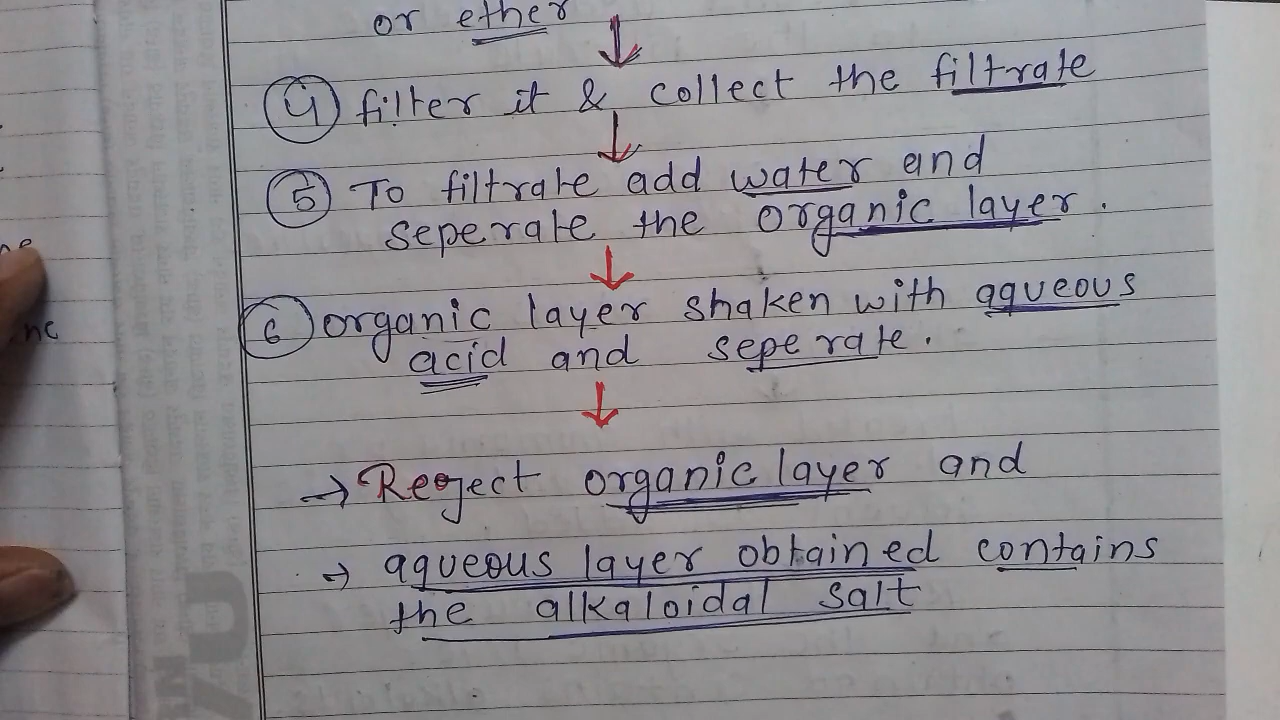 or ether
④ filter it & collect the filtrate
⑤ To filtrate add water and
seperate the organic layer.
⑥ organic layer shaken with aqueous
acid and seperate.
→ Reject organic layer and
→ aqueous layer obtained contains
the alkaloidal salt